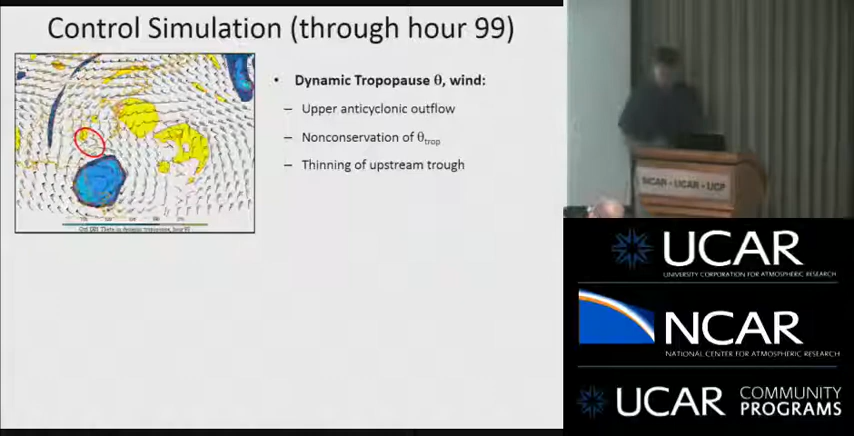 Control Simulation (through hour 99)
• Dynamic Tropopause θ, wind:
– Upper anticyclonic outflow
– Nonconservation of θtrop
– Thinning of upstream trough
NCAR • UCAR • UCP
UCAR
UNIVERSITY CORPORATION FOR ATMOSPHERIC RESEARCH
NCAR
NATIONAL CENTER FOR ATMOSPHERIC RESEARCH
UCAR COMMUNITY PROGRAMS